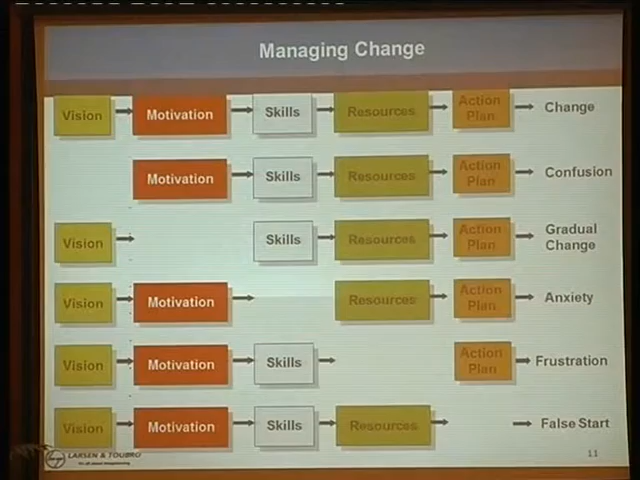 Managing Change
Vision Motivation Skills Resources Action Plan Change
Motivation Skills Resources Action Plan Confusion
Vision Skills Resources Action Plan Gradual Change
Vision Motivation Resources Action Plan Anxiety
Vision Motivation Skills Action Plan Frustration
Vision Motivation Skills Resources False Start
LARSEN & TOUBRO
11